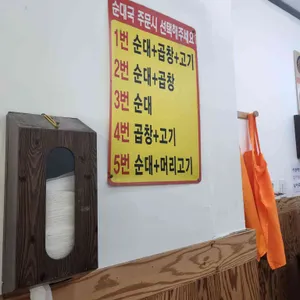 순대국 주문시 선택해주세요
1번 순대+곱창+고기
2번 순대+곱창
3번 순대
4번 곱창+고기
5번 순대+머리고기